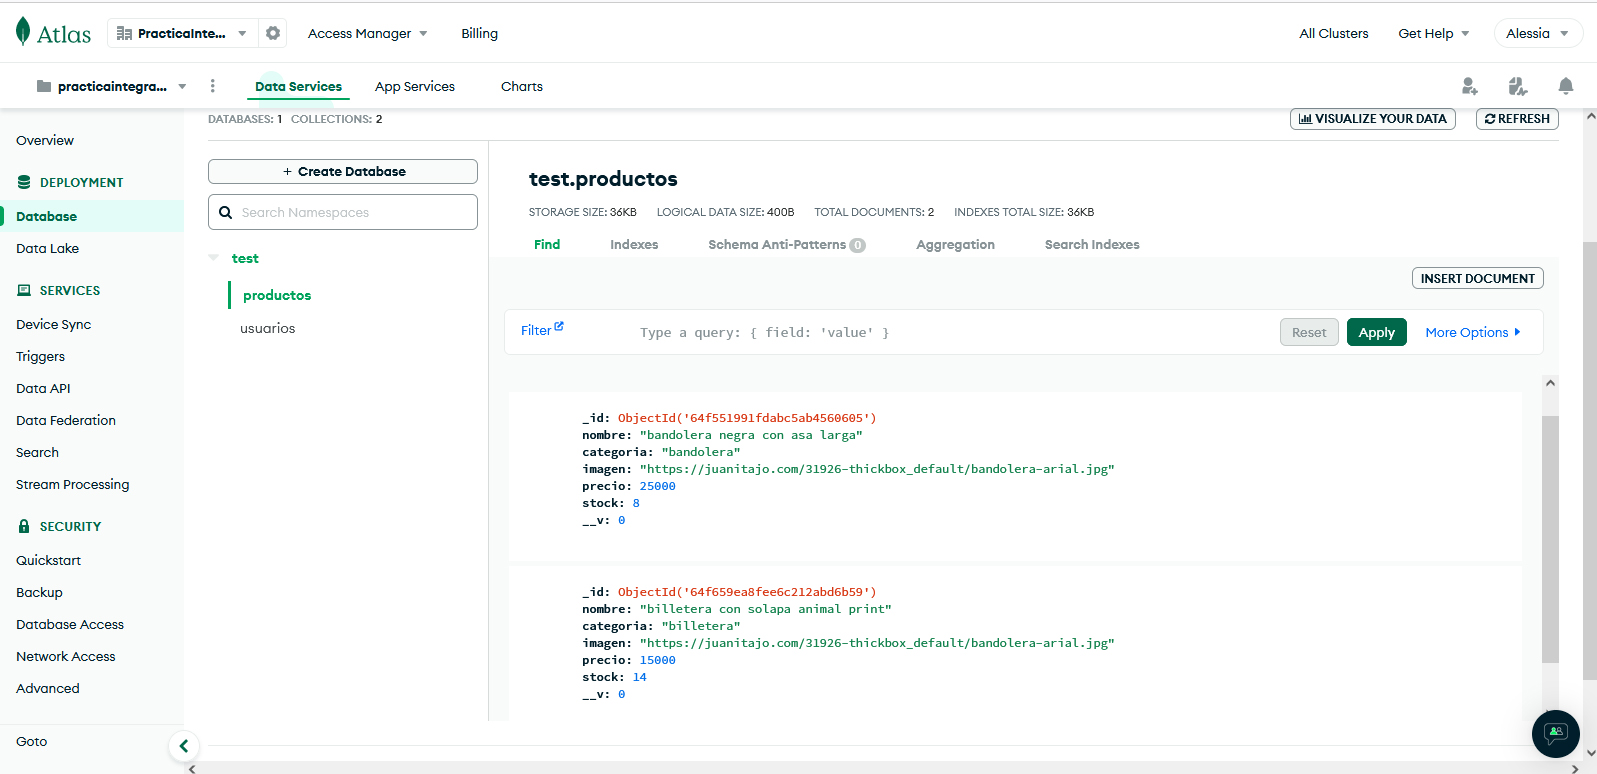 Atlas
PracticaInte...
Access Manager
Billing
All Clusters
Get Help
Alessia
practicaintegra...
Data Services
App Services
Charts
DATABASES: 1 COLLECTIONS: 2
VISUALIZE YOUR DATA
REFRESH
Overview
DEPLOYMENT
Database
Data Lake
SERVICES
Device Sync
Triggers
Data API
Data Federation
Search
Stream Processing
SECURITY
Quickstart
Backup
Database Access
Network Access
Advanced
Goto
+ Create Database
Search Namespaces
test
productos
usuarios
test.productos
STORAGE SIZE: 36KB LOGICAL DATA SIZE: 400B TOTAL DOCUMENTS: 2 INDEXES TOTAL SIZE: 36KB
Find Indexes Schema Anti-Patterns 0 Aggregation Search Indexes
INSERT DOCUMENT
Filter Type a query: { field: 'value' } Reset Apply More Options
_id: ObjectId('64f551991fdabc5ab4560605')
nombre: "bandolera negra con asa larga"
categoria: "bandolera"
imagen: "https://juanitajo.com/31926-thickbox_default/bandolera-arial.jpg"
precio: 25000
stock: 8
__v: 0
_id: ObjectId('64f659ea8fee6c212abd6b59')
nombre: "billetera con solapa animal print"
categoria: "billetera"
imagen: "https://juanitajo.com/31926-thickbox_default/bandolera-arial.jpg"
precio: 15000
stock: 14
__v: 0